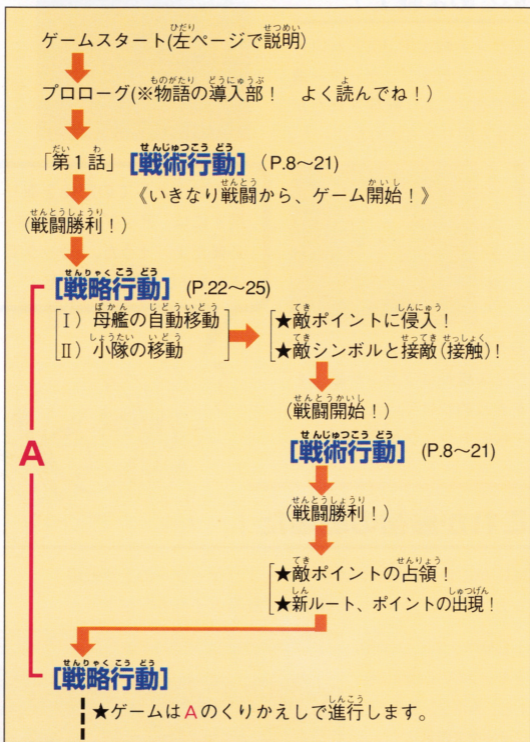 ゲームスタート(左ページで説明)
プロローグ(※物語の導入部! よく読んでね!)
「第1話」[戦術行動](P.8〜21)
《いきなり戦闘から、ゲーム開始!》
(戦闘勝利!)
[戦略行動](P.22〜25)
Ⅰ)母艦の自動移動
Ⅱ)小隊の移動
★敵ポイントに侵入!
★敵シンボルと接敵(接触)!
(戦闘開始!)
[戦術行動](P.8〜21)
(戦闘勝利!)
★敵ポイントの占領!
★新ルート、ポイントの出現!
A
[戦略行動]
★ゲームはAのくりかえしで進行します。